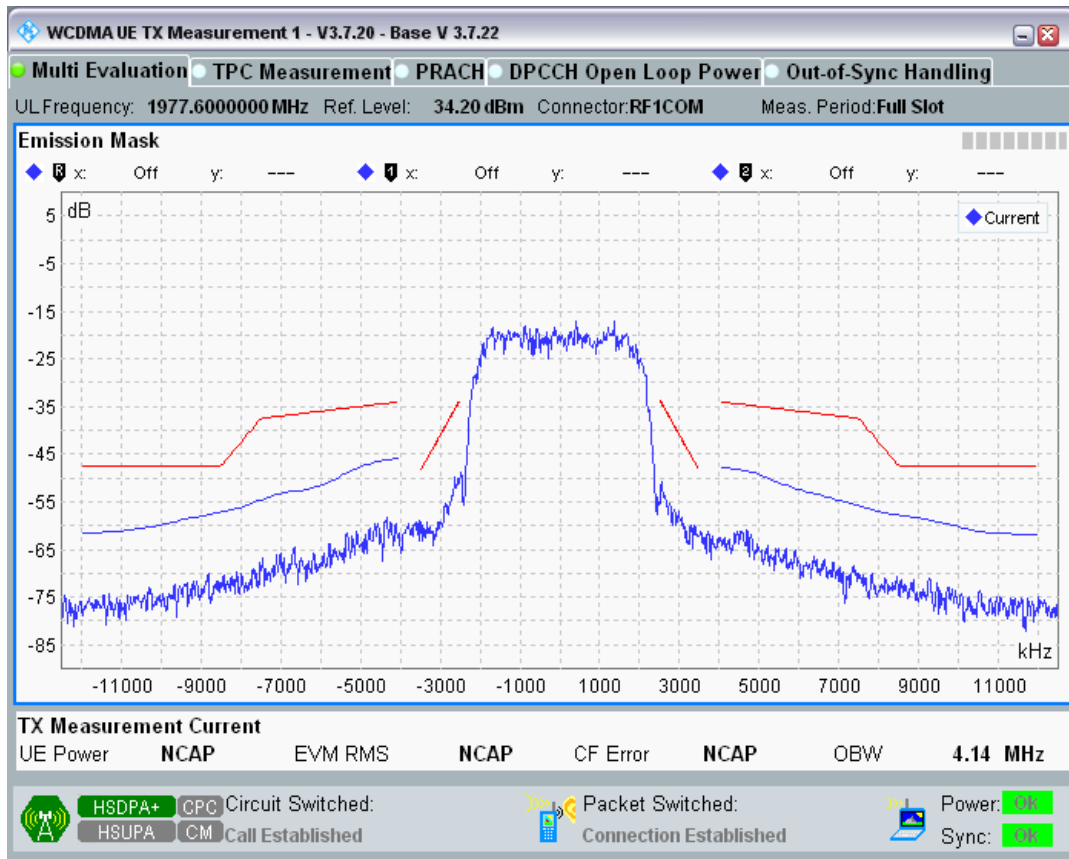 WCDMA UE TX Measurement 1 - V3.7.20 - Base V 3.7.22
Multi Evaluation TPC Measurement PRACH DPCCH Open Loop Power Out-of-Sync Handling
UL Frequency: 1977.6000000 MHz Ref. Level: 34.20 dBm Connector:RF1COM Meas. Period:Full Slot
Emission Mask
R x: Off y: --- 1 x: Off y: --- 2 x: Off y: ---
dB
Current
5
-5
-15
-25
-35
-45
-55
-65
-75
-85
kHz
-11000 -9000 -7000 -5000 -3000 -1000 1000 3000 5000 7000 9000 11000
TX Measurement Current
UE Power NCAP EVM RMS NCAP CF Error NCAP OBW 4.14 MHz
HSDPA+ CPC Circuit Switched: Packet Switched: Power: Ok
HSUPA CM Call Established Connection Established Sync: Ok